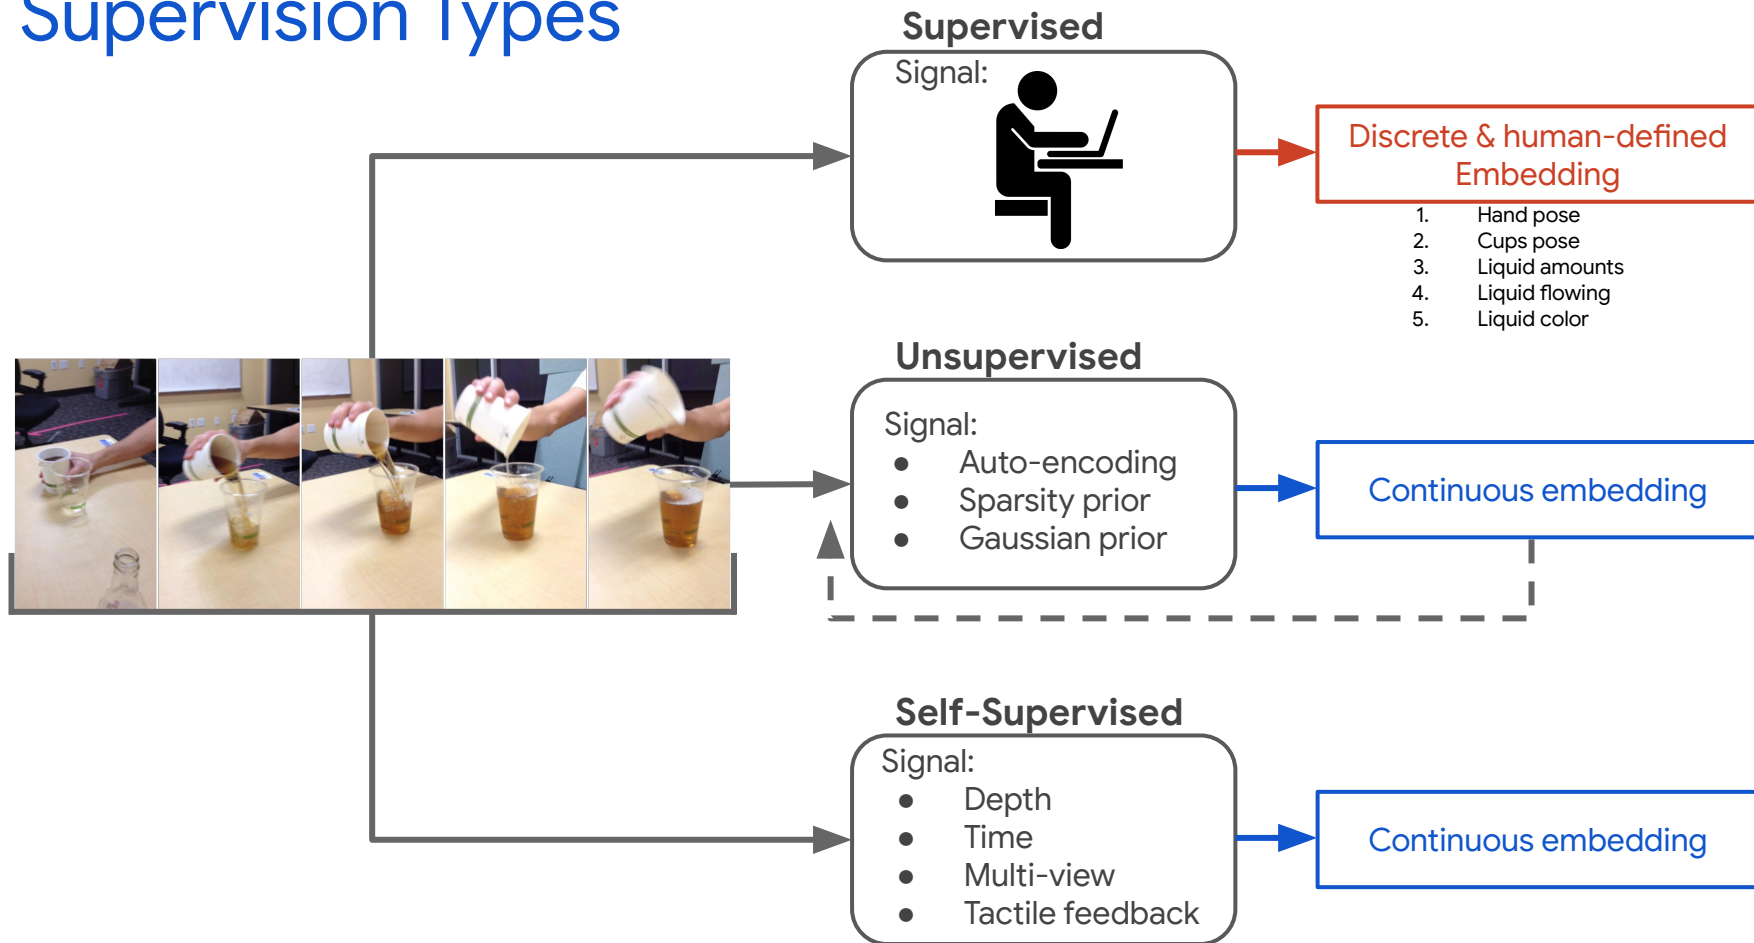 Supervision Types
Supervised
Signal:
Discrete & human-defined
Embedding
1. Hand pose
2. Cups pose
3. Liquid amounts
4. Liquid flowing
5. Liquid color
Unsupervised
Signal:
● Auto-encoding
● Sparsity prior
● Gaussian prior
Continuous embedding
Self-Supervised
Signal:
● Depth
● Time
● Multi-view
● Tactile feedback
Continuous embedding